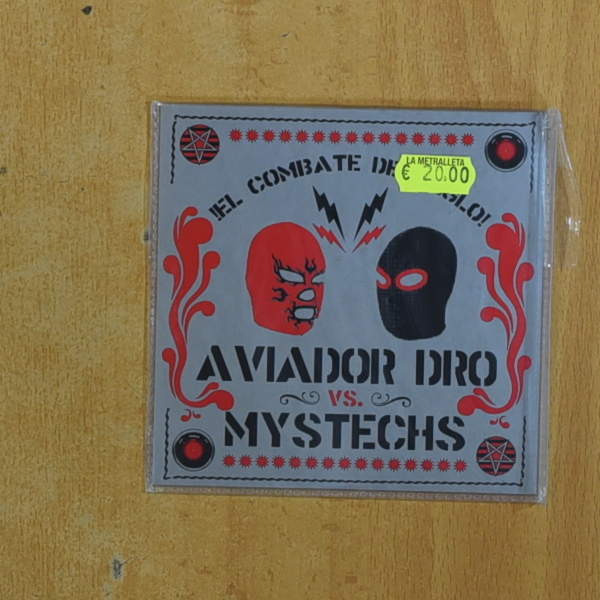 ¡EL COMBATE DE
LA METRALLETA
€ 20.00
AVIADOR DRO
VS.
MYSTECHS